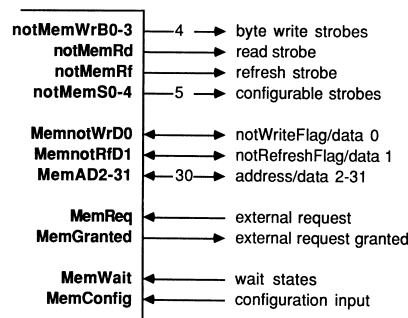 notMemWrB0-3 4 byte write strobes
notMemRd read strobe
notMemRf refresh strobe
notMemS0-4 5 configurable strobes
MemnotWrD0 notWriteFlag/data 0
MemnotRfD1 notRefreshFlag/data 1
MemAD2-31 30 address/data 2-31
MemReq external request
MemGranted external request granted
MemWait wait states
MemConfig configuration input